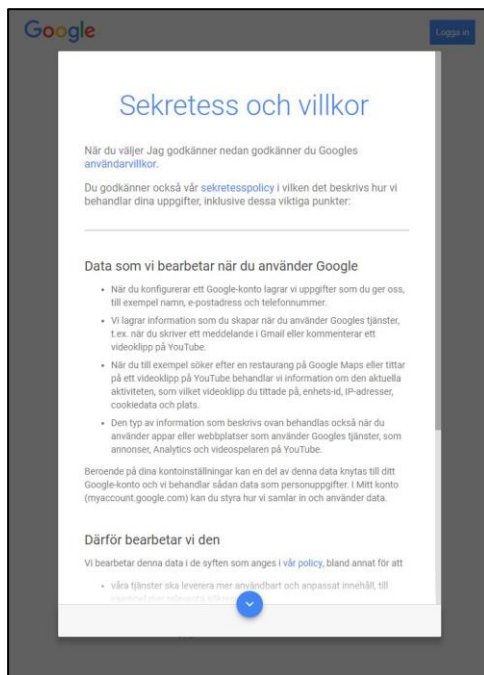 Google
Logga in
Sekretess och villkor
När du väljer Jag godkänner nedan godkänner du Googles
användarvillkor.
Du godkänner också vår sekretesspolicy i vilken det beskrivs hur vi
behandlar dina uppgifter, inklusive dessa viktiga punkter:
Data som vi bearbetar när du använder Google
• När du konfigurerar ett Google-konto lagrar vi uppgifter som du ger oss,
till exempel namn, e-postadress och telefonnummer.
• Vi lagrar information som du skapar när du använder Googles tjänster,
t.ex. när du skriver ett meddelande i Gmail eller kommenterar ett
videoklipp på YouTube.
• När du till exempel söker efter en restaurang på Google Maps eller tittar
på ett videoklipp på YouTube behandlar vi information om den aktuella
aktiviteten, som vilket videoklipp du tittade på, enhets-id, IP-adresser,
cookiedata och plats.
• Den typ av information som beskrivs ovan behandlas också när du
använder appar eller webbplatser som använder Googles tjänster, som
annonser, Analytics och videospelaren på YouTube.
Beroende på dina kontoinställningar kan en del av denna data knytas till ditt
Google-konto och vi behandlar sådan data som personuppgifter. I Mitt konto
(myaccount.google.com) kan du styra hur vi samlar in och använder data.
Därför bearbetar vi den
Vi bearbetar denna data i de syften som anges i vår policy, bland annat för att
• våra tjänster ska leverera mer användbart och anpassat innehåll, till